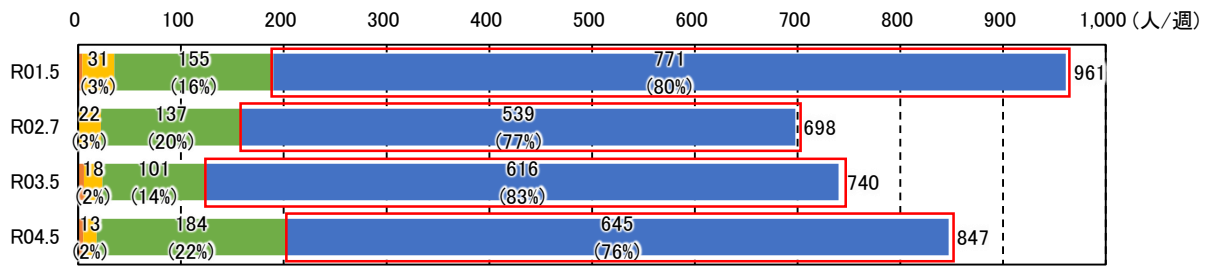 0 100 200 300 400 500 600 700 800 900 1,000 (人/週)
R01.5 31 155 771 961
(3%) (16%) (80%)
R02.7 22 137 539 698
(3%) (20%) (77%)
R03.5 18 101 616 740
(2%) (14%) (83%)
R04.5 13 184 645 847
(2%) (22%) (76%)